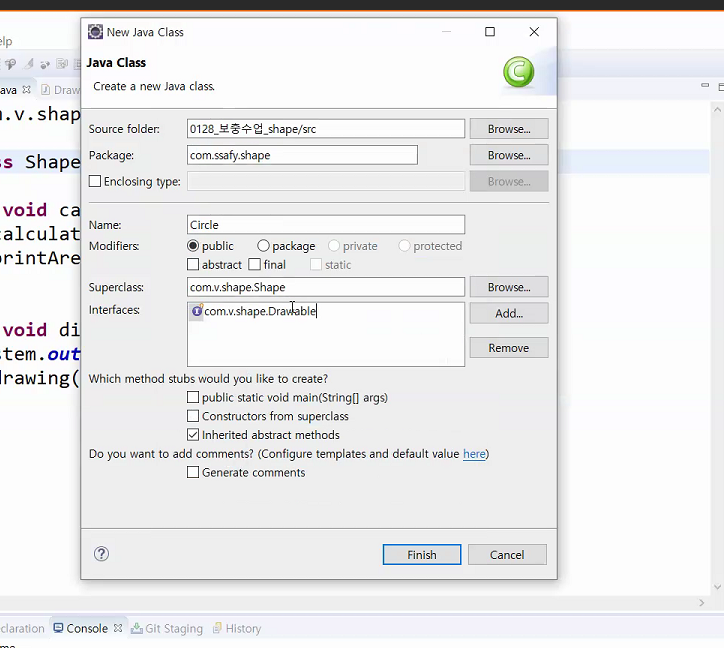 New Java Class
elp
Java Class
Create a new Java class.
ava
Draw
.v.shap
Source folder:
0128_보충수업_shape/src
Browse...
Package:
com.ssafy.shape
Browse...
ss Shape
Enclosing type:
Browse...
void ca
Name:
Circle
alculat
Modifiers:
public
package
private
protected
rintAre
abstract
final
static
Superclass:
com.v.shape.Shape
Browse...
Interfaces:
com.v.shape.Drawable
Add...
void di
Remove
tem.out
rawing(
Which method stubs would you like to create?
public static void main(String[] args)
Constructors from superclass
Inherited abstract methods
Do you want to add comments? (Configure templates and default value here)
Generate comments
Finish
Cancel
claration
Console
Git Staging
History